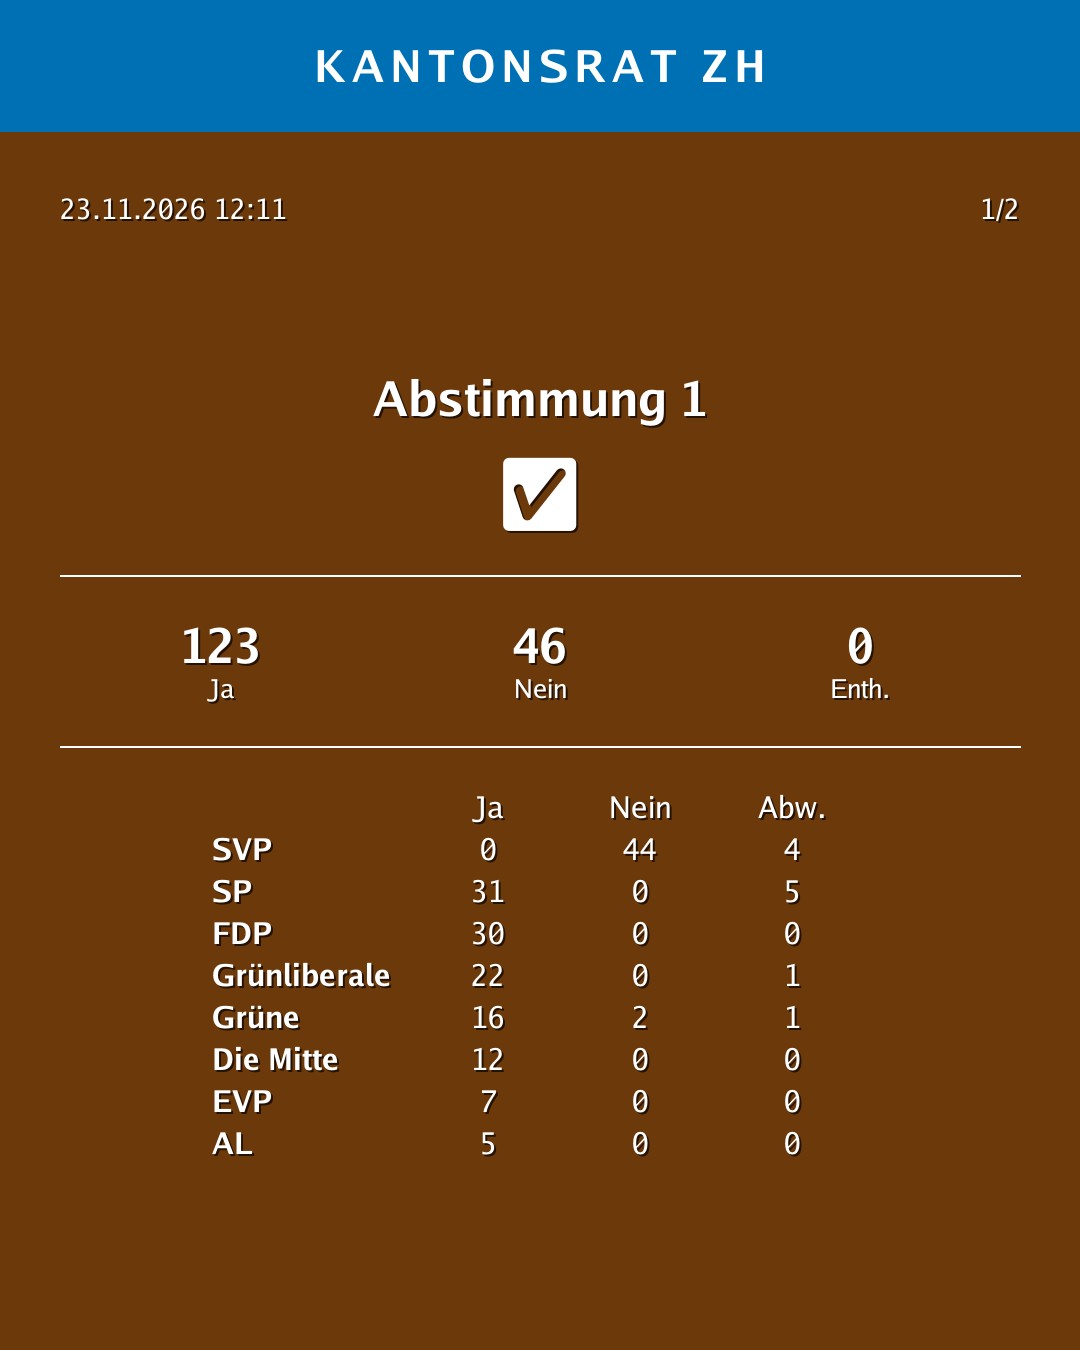 KANTONSRAT ZH
23.11.2026 12:11 1/2
Abstimmung 1
123 46 0
Ja Nein Enth.
Ja Nein Abw.
SVP 0 44 4
SP 31 0 5
FDP 30 0 0
Grünliberale 22 0 1
Grüne 16 2 1
Die Mitte 12 0 0
EVP 7 0 0
AL 5 0 0